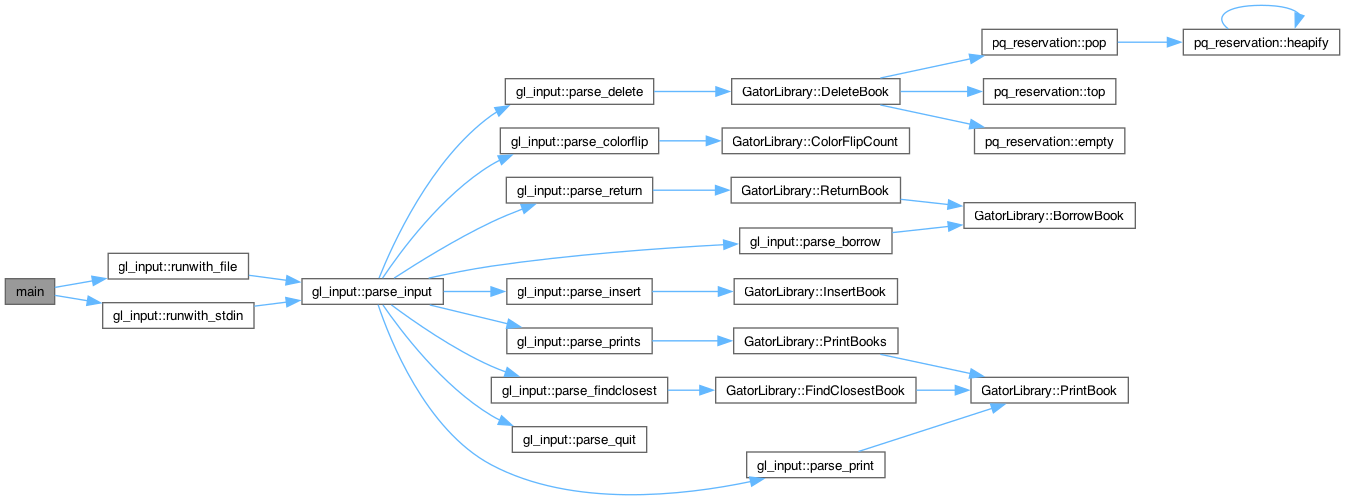 main
gl_input::runwith_file
gl_input::runwith_stdin
gl_input::parse_input
gl_input::parse_delete
gl_input::parse_colorflip
gl_input::parse_return
gl_input::parse_borrow
gl_input::parse_insert
gl_input::parse_prints
gl_input::parse_findclosest
gl_input::parse_quit
gl_input::parse_print
GatorLibrary::DeleteBook
GatorLibrary::ColorFlipCount
GatorLibrary::ReturnBook
GatorLibrary::InsertBook
GatorLibrary::PrintBooks
GatorLibrary::FindClosestBook
pq_reservation::pop
pq_reservation::top
pq_reservation::empty
GatorLibrary::BorrowBook
GatorLibrary::PrintBook
pq_reservation::heapify